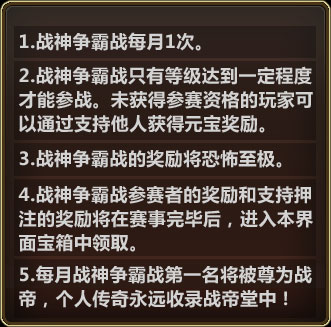 1.战神争霸战每月1次。
2.战神争霸战只有等级达到一定程度
才能参战。未获得参赛资格的玩家可
以通过支持他人获得元宝奖励。
3.战神争霸战的奖励将恐怖至极。
4.战神争霸战参赛者的奖励和支持押
注的奖励将在赛事完毕后，进入本界
面宝箱中领取。
5.每月战神争霸战第一名将被尊为战
帝，个人传奇永远收录战帝堂中！